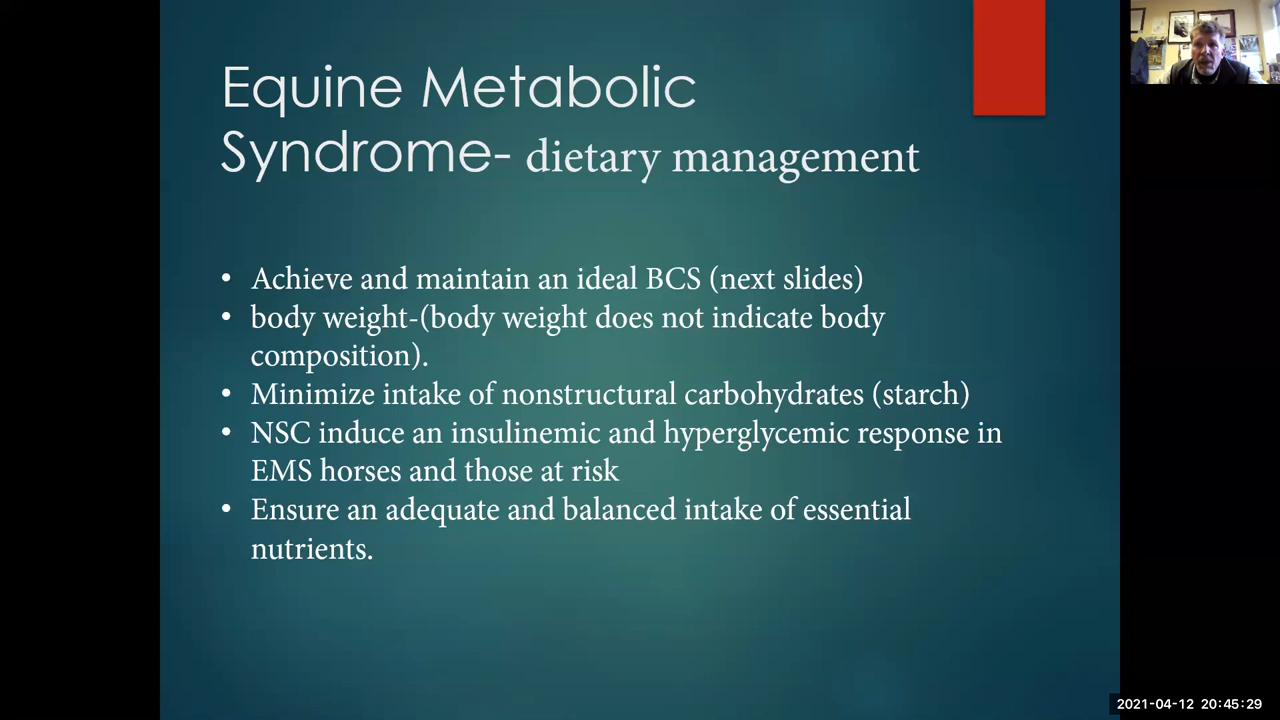 Equine Metabolic
Syndrome- dietary management
• Achieve and maintain an ideal BCS (next slides)
• body weight-(body weight does not indicate body
composition).
• Minimize intake of nonstructural carbohydrates (starch)
• NSC induce an insulinemic and hyperglycemic response in
EMS horses and those at risk
• Ensure an adequate and balanced intake of essential
nutrients.
2021-04-12 20:45:29